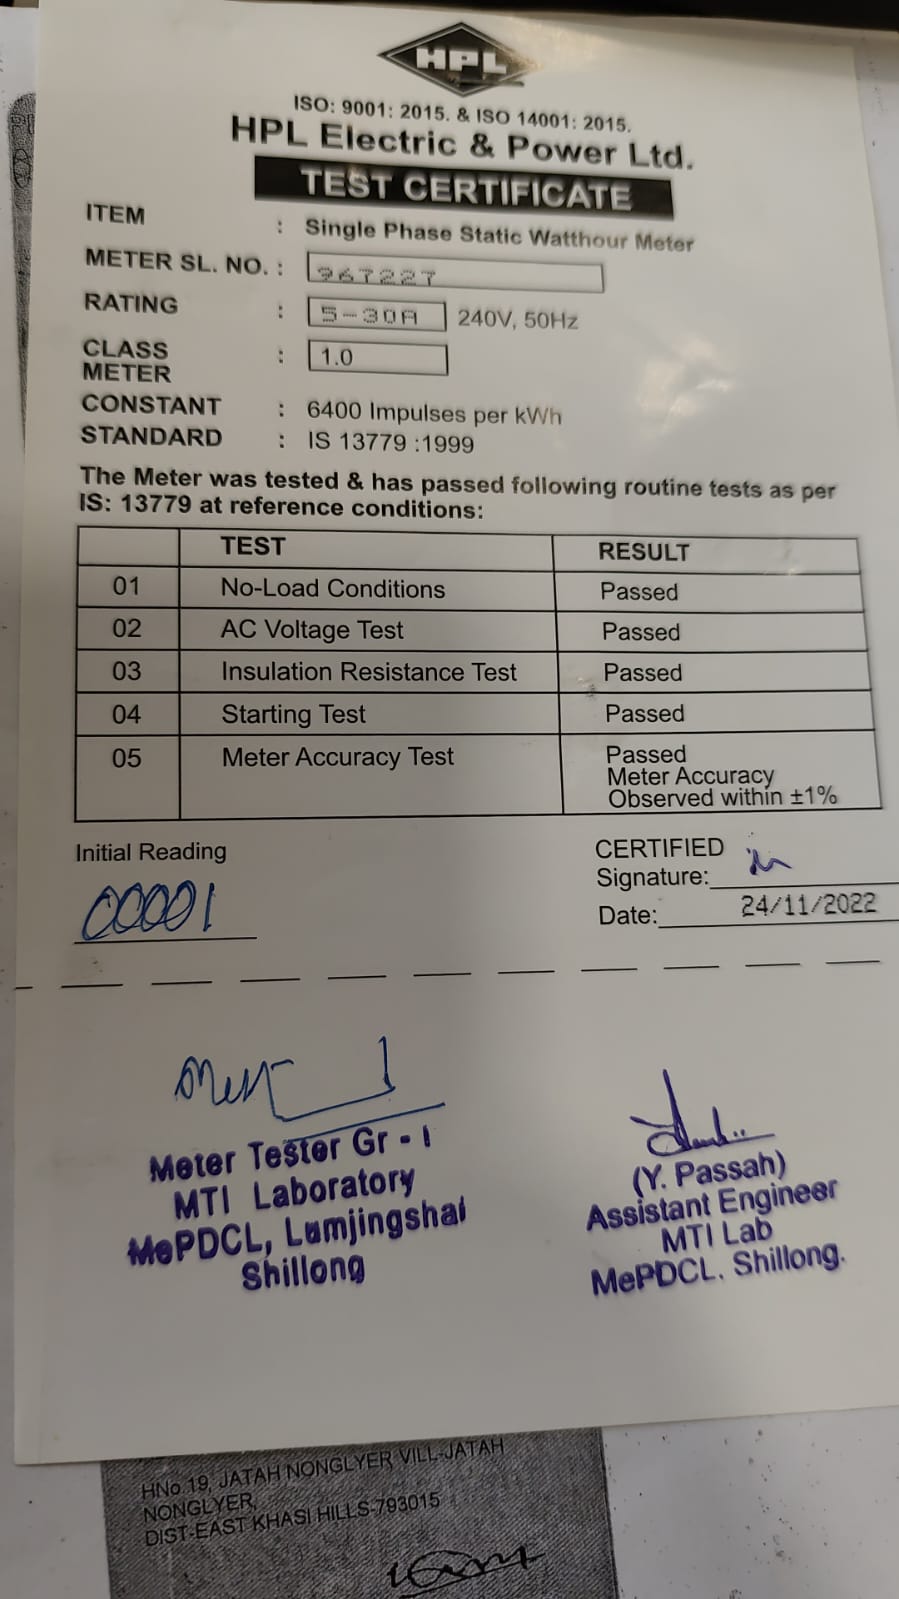 HPL
ISO: 9001: 2015. & ISO 14001: 2015.
HPL Electric & Power Ltd.
TEST CERTIFICATE
ITEM : Single Phase Static Watthour Meter
METER SL. NO. : 967227
RATING : 5-30A 240V, 50Hz
CLASS : 1.0
METER
CONSTANT : 6400 Impulses per kWh
STANDARD : IS 13779 :1999
The Meter was tested & has passed following routine tests as per
IS: 13779 at reference conditions:
TEST RESULT
01 No-Load Conditions Passed
02 AC Voltage Test Passed
03 Insulation Resistance Test Passed
04 Starting Test Passed
05 Meter Accuracy Test Passed
Meter Accuracy
Observed within ±1%
Initial Reading
00001
CERTIFIED
Signature:
Date: 24/11/2022
Meter Tester Gr - I
MTI Laboratory
MePDCL, Lumjingshai
Shillong
(Y. Passah)
Assistant Engineer
MTI Lab
MePDCL. Shillong.
HNo 19, JATAH NONGLYER VILL-JATAH
NONGLYER,
DIST-EAST KHASI HILLS-793015